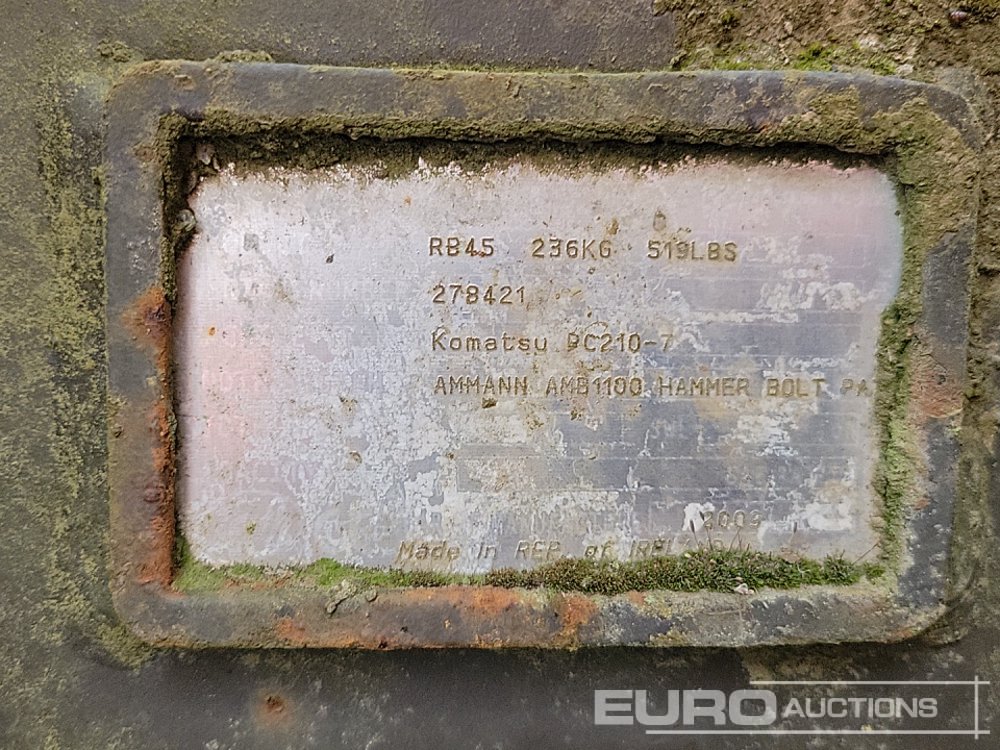 RB45 236KG 519LBS
278421
Komatsu PC210-7
AMMANN AMB1100 HAMMER BOLT PA
2009
Made in REP. of IRELAND
EURO AUCTIONS